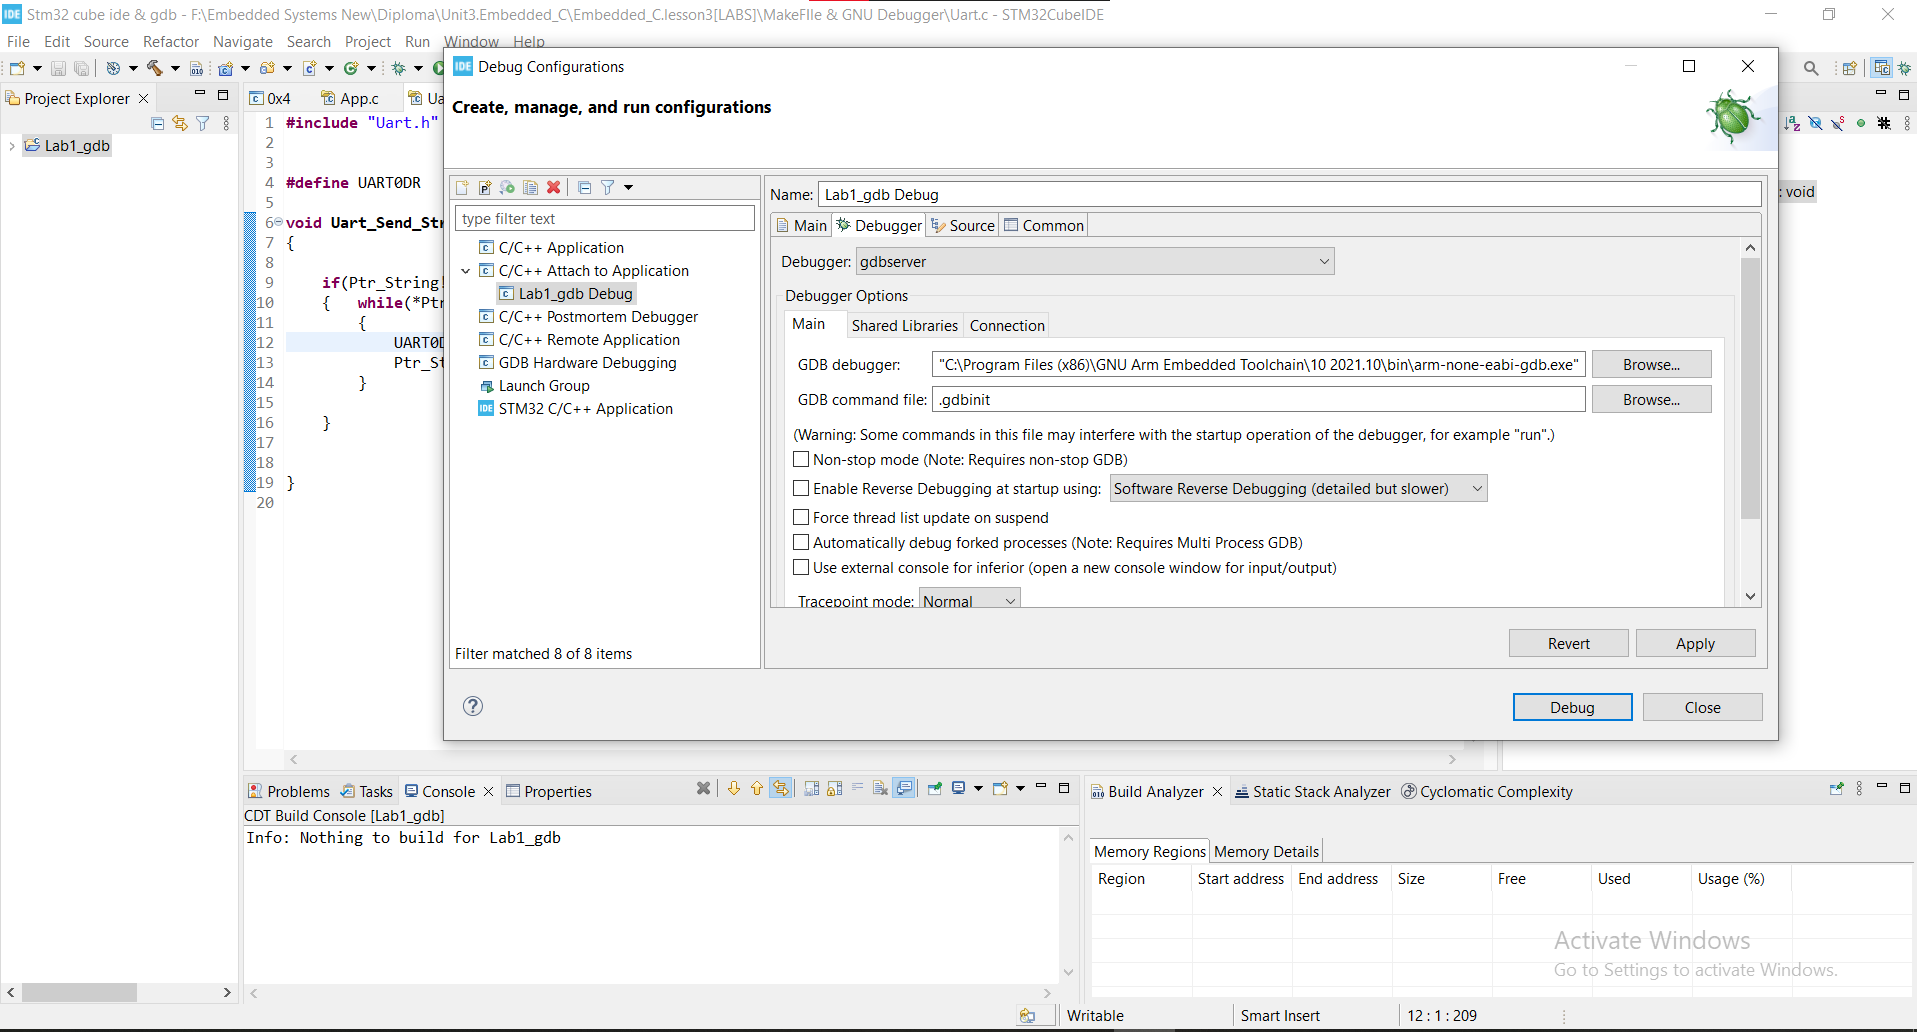 IDE Stm32 cube ide & gdb - F:\Embedded Systems New\Diploma\Unit3.Embedded_C\Embedded_C.lesson3[LABS]\MakeFIle & GNU Debugger\Uart.c - STM32CubeIDE
File Edit Source Refactor Navigate Search Project Run Window Help
IDE Debug Configurations
Create, manage, and run configurations
Project Explorer
Lab1_gdb
0x4 App.c
1 #include "Uart.h"
2
3
4 #define UART0DR
5
6 void Uart_Send_Str
7 {
8
9 if(Ptr_String!
10 { while(*Ptr
11 {
12 UART0D
13 Ptr_St
14 }
15
16 }
17
18
19 }
20
: void
type filter text
C/C++ Application
C/C++ Attach to Application
Lab1_gdb Debug
C/C++ Postmortem Debugger
C/C++ Remote Application
GDB Hardware Debugging
Launch Group
IDE STM32 C/C++ Application
Filter matched 8 of 8 items
Name: Lab1_gdb Debug
Main Debugger Source Common
Debugger: gdbserver
Debugger Options
Main Shared Libraries Connection
GDB debugger: "C:\Program Files (x86)\GNU Arm Embedded Toolchain\10 2021.10\bin\arm-none-eabi-gdb.exe" Browse...
GDB command file: .gdbinit Browse...
(Warning: Some commands in this file may interfere with the startup operation of the debugger, for example "run".)
Non-stop mode (Note: Requires non-stop GDB)
Enable Reverse Debugging at startup using: Software Reverse Debugging (detailed but slower)
Force thread list update on suspend
Automatically debug forked processes (Note: Requires Multi Process GDB)
Use external console for inferior (open a new console window for input/output)
Tracepoint mode: Normal
Revert Apply
Debug Close
Problems Tasks Console Properties
CDT Build Console [Lab1_gdb]
Info: Nothing to build for Lab1_gdb
Build Analyzer Static Stack Analyzer Cyclomatic Complexity
Memory Regions Memory Details
Region Start address End address Size Free Used Usage (%)
Activate Windows
Go to Settings to activate Windows.
Writable Smart Insert 12 : 1 : 209